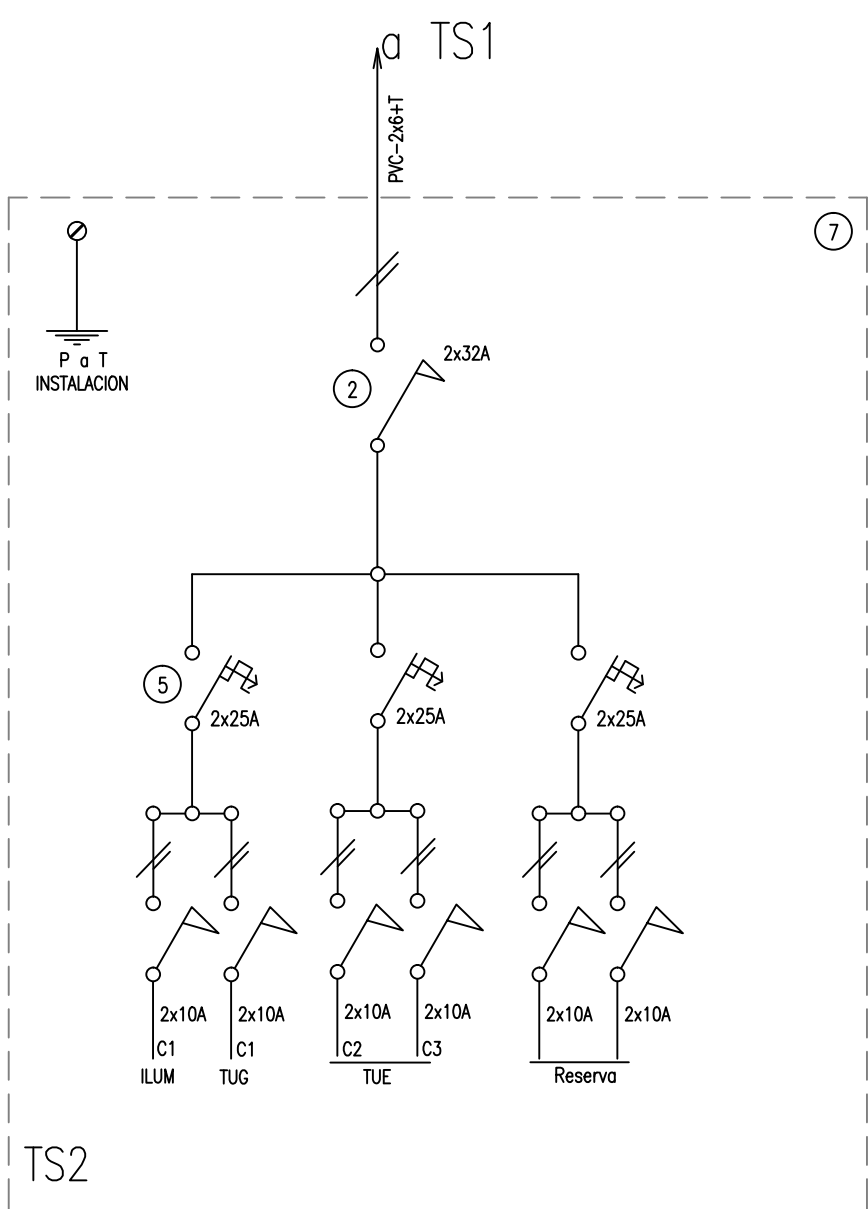 a TS1
PVC-2x6+T
7
P a T
INSTALACION
2x32A
2
5
2x25A
2x25A
2x25A
2x10A
2x10A
2x10A
2x10A
2x10A
2x10A
C1
C1
C2
C3
ILUM
TUG
TUE
Reserva
TS2